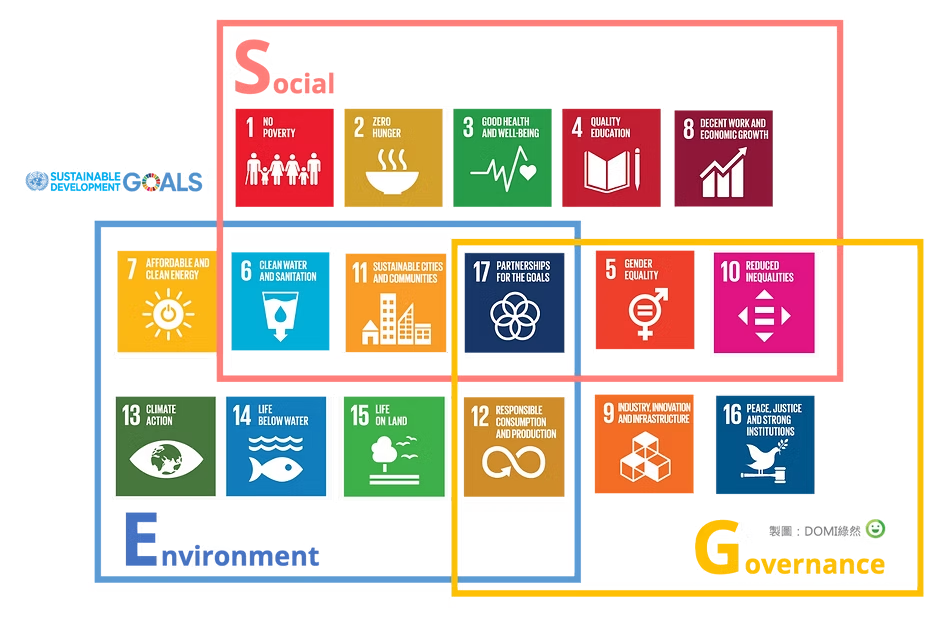 Social
1 NO
POVERTY
2 ZERO
HUNGER
3 GOOD HEALTH
AND WELL-BEING
4 QUALITY
EDUCATION
8 DECENT WORK AND
ECONOMIC GROWTH
SUSTAINABLE
DEVELOPMENT GOALS
7 AFFORDABLE AND
CLEAN ENERGY
6 CLEAN WATER
AND SANITATION
11 SUSTAINABLE CITIES
AND COMMUNITIES
17 PARTNERSHIPS
FOR THE GOALS
5 GENDER
EQUALITY
10 REDUCED
INEQUALITIES
13 CLIMATE
ACTION
14 LIFE
BELOW WATER
15 LIFE
ON LAND
12 RESPONSIBLE
CONSUMPTION
AND PRODUCTION
9 INDUSTRY, INNOVATION
AND INFRASTRUCTURE
16 PEACE, JUSTICE
AND STRONG
INSTITUTIONS
Environment
製圖：DOMI綠然
Governance